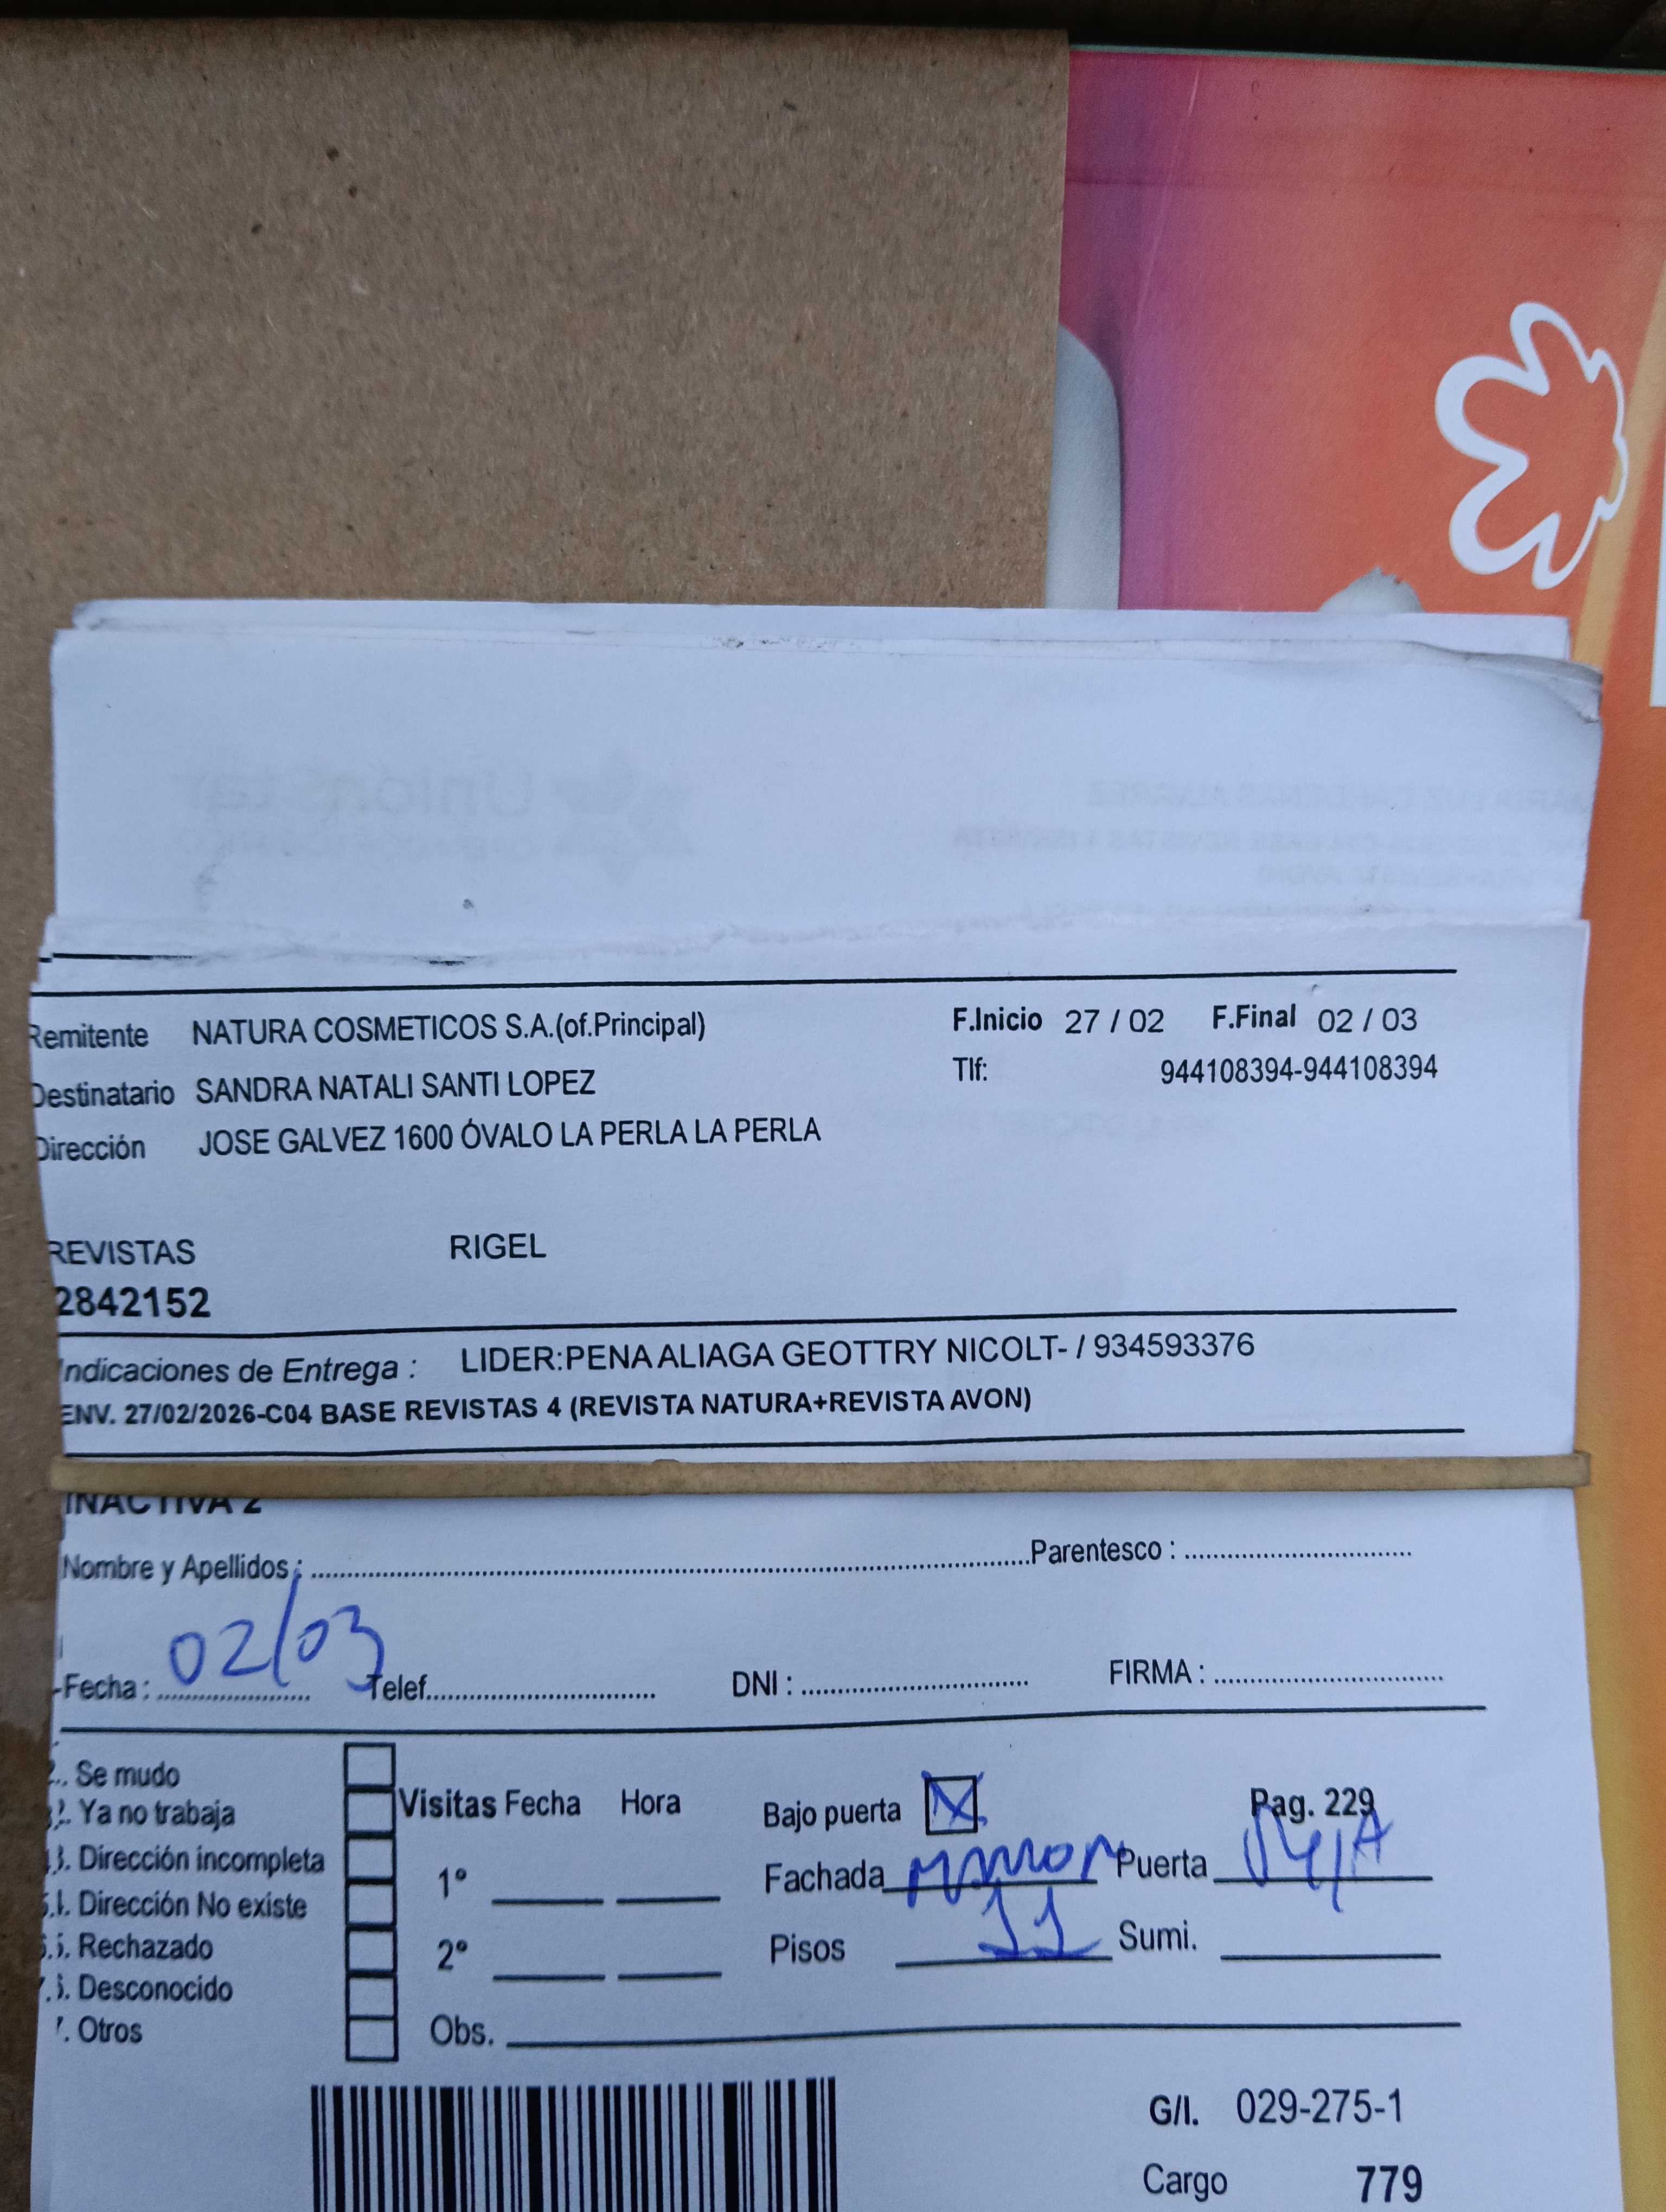 Remitente NATURA COSMETICOS S.A.(of.Principal) F.Inicio 27 / 02 F.Final 02 / 03
Destinatario SANDRA NATALI SANTI LOPEZ Tlf: 944108394-944108394
Dirección JOSE GALVEZ 1600 ÓVALO LA PERLA LA PERLA
REVISTAS RIGEL
2842152
Indicaciones de Entrega : LIDER:PENA ALIAGA GEOTTRY NICOLT- / 934593376
ENV. 27/02/2026-C04 BASE REVISTAS 4 (REVISTA NATURA+REVISTA AVON)
INACTIVA 2
Nombre y Apellidos : Parentesco :
Fecha : 02/03 Telef. DNI : FIRMA :
Se mudo
Ya no trabaja
Dirección incompleta
Dirección No existe
Rechazado
Desconocido
Otros
Visitas Fecha Hora Bajo puerta X Pag. 229
1° Fachada Puerta
2° Pisos 11 Sumi.
Obs.
G/I. 029-275-1
Cargo 779